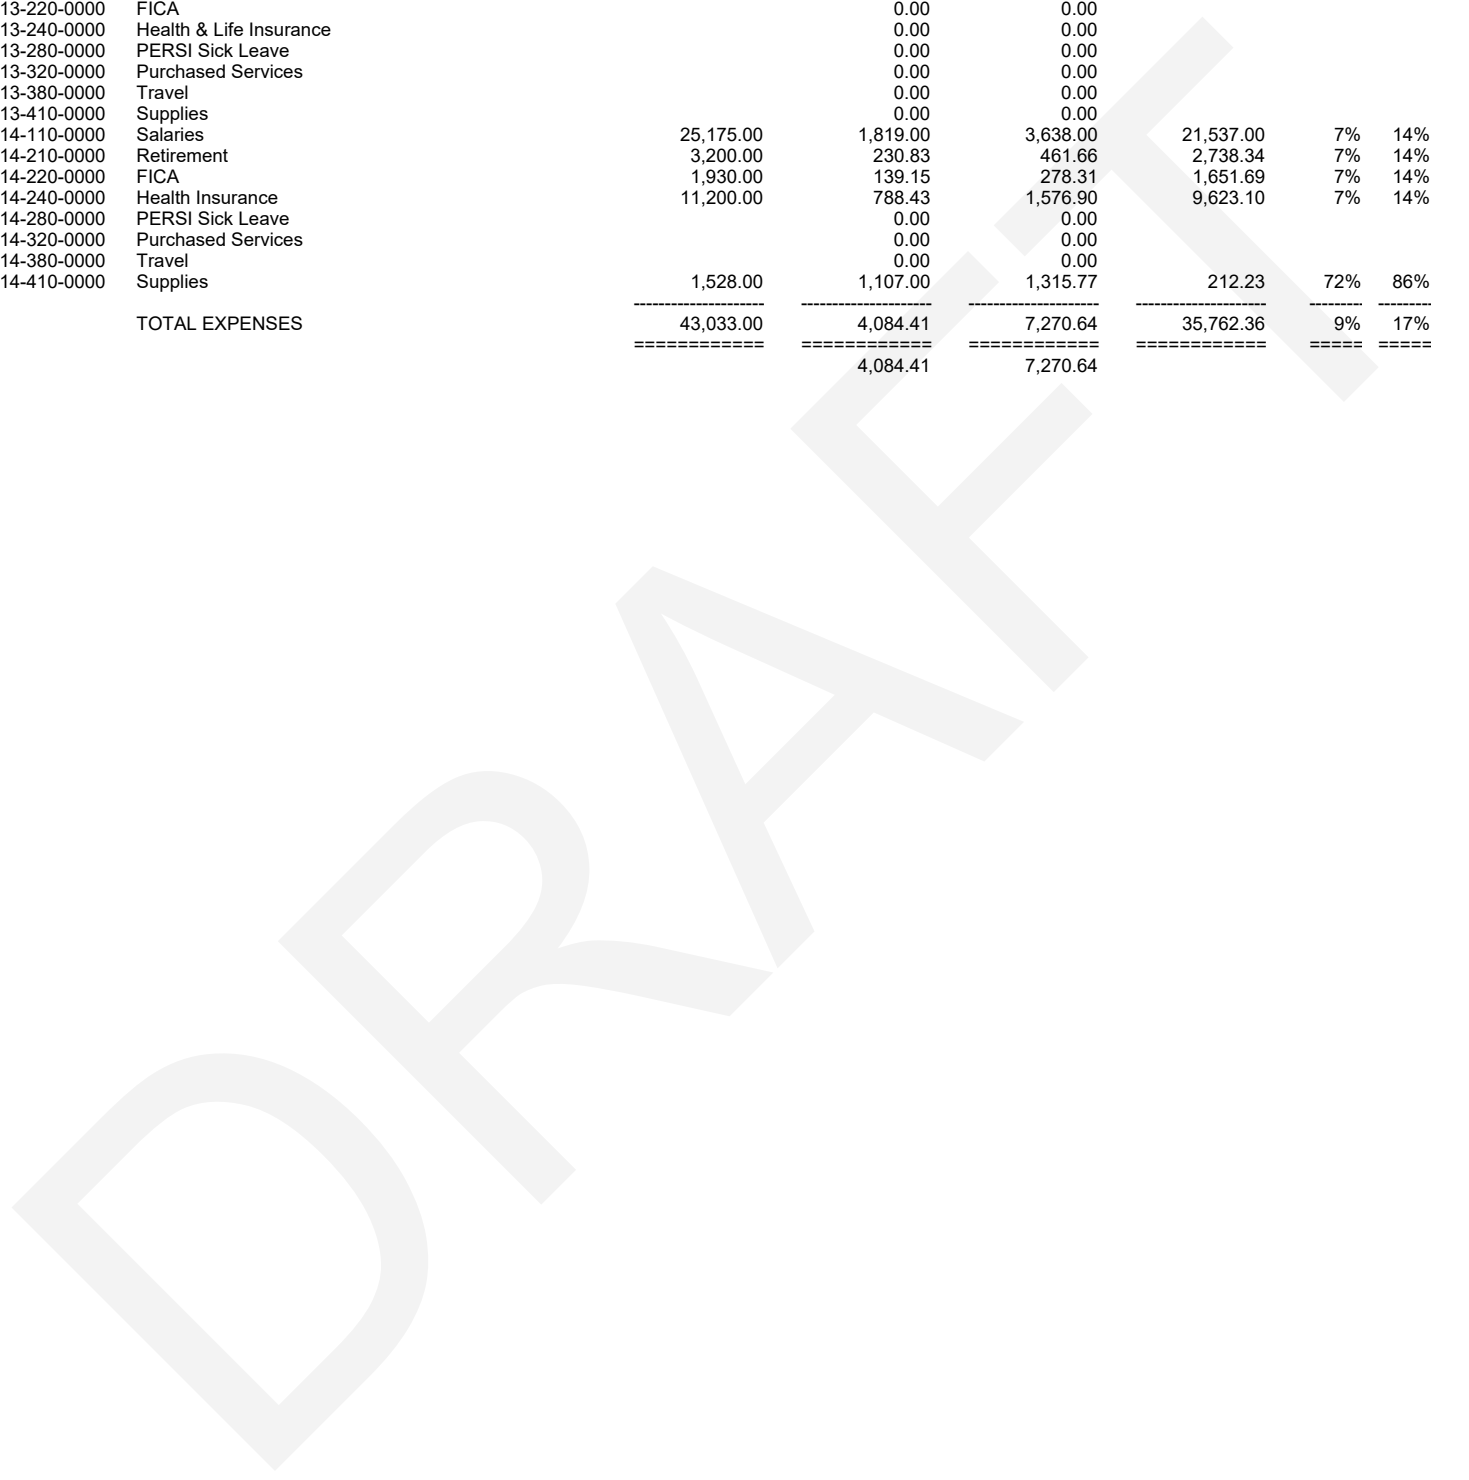 13-220-0000 FICA 0.00 0.00
13-240-0000 Health & Life Insurance 0.00 0.00
13-280-0000 PERSI Sick Leave 0.00 0.00
13-320-0000 Purchased Services 0.00 0.00
13-380-0000 Travel 0.00 0.00
13-410-0000 Supplies 0.00 0.00
14-110-0000 Salaries 25,175.00 1,819.00 3,638.00 21,537.00 7% 14%
14-210-0000 Retirement 3,200.00 230.83 461.66 2,738.34 7% 14%
14-220-0000 FICA 1,930.00 139.15 278.31 1,651.69 7% 14%
14-240-0000 Health Insurance 11,200.00 788.43 1,576.90 9,623.10 7% 14%
14-280-0000 PERSI Sick Leave 0.00 0.00
14-320-0000 Purchased Services 0.00 0.00
14-380-0000 Travel 0.00 0.00
14-410-0000 Supplies 1,528.00 1,107.00 1,315.77 212.23 72% 86%
--------------------- --------------------- --------------------- --------------------- --------- ---------
TOTAL EXPENSES 43,033.00 4,084.41 7,270.64 35,762.36 9% 17%
============ ============ ============ ============ ===== =====
4,084.41 7,270.64
DRAFT